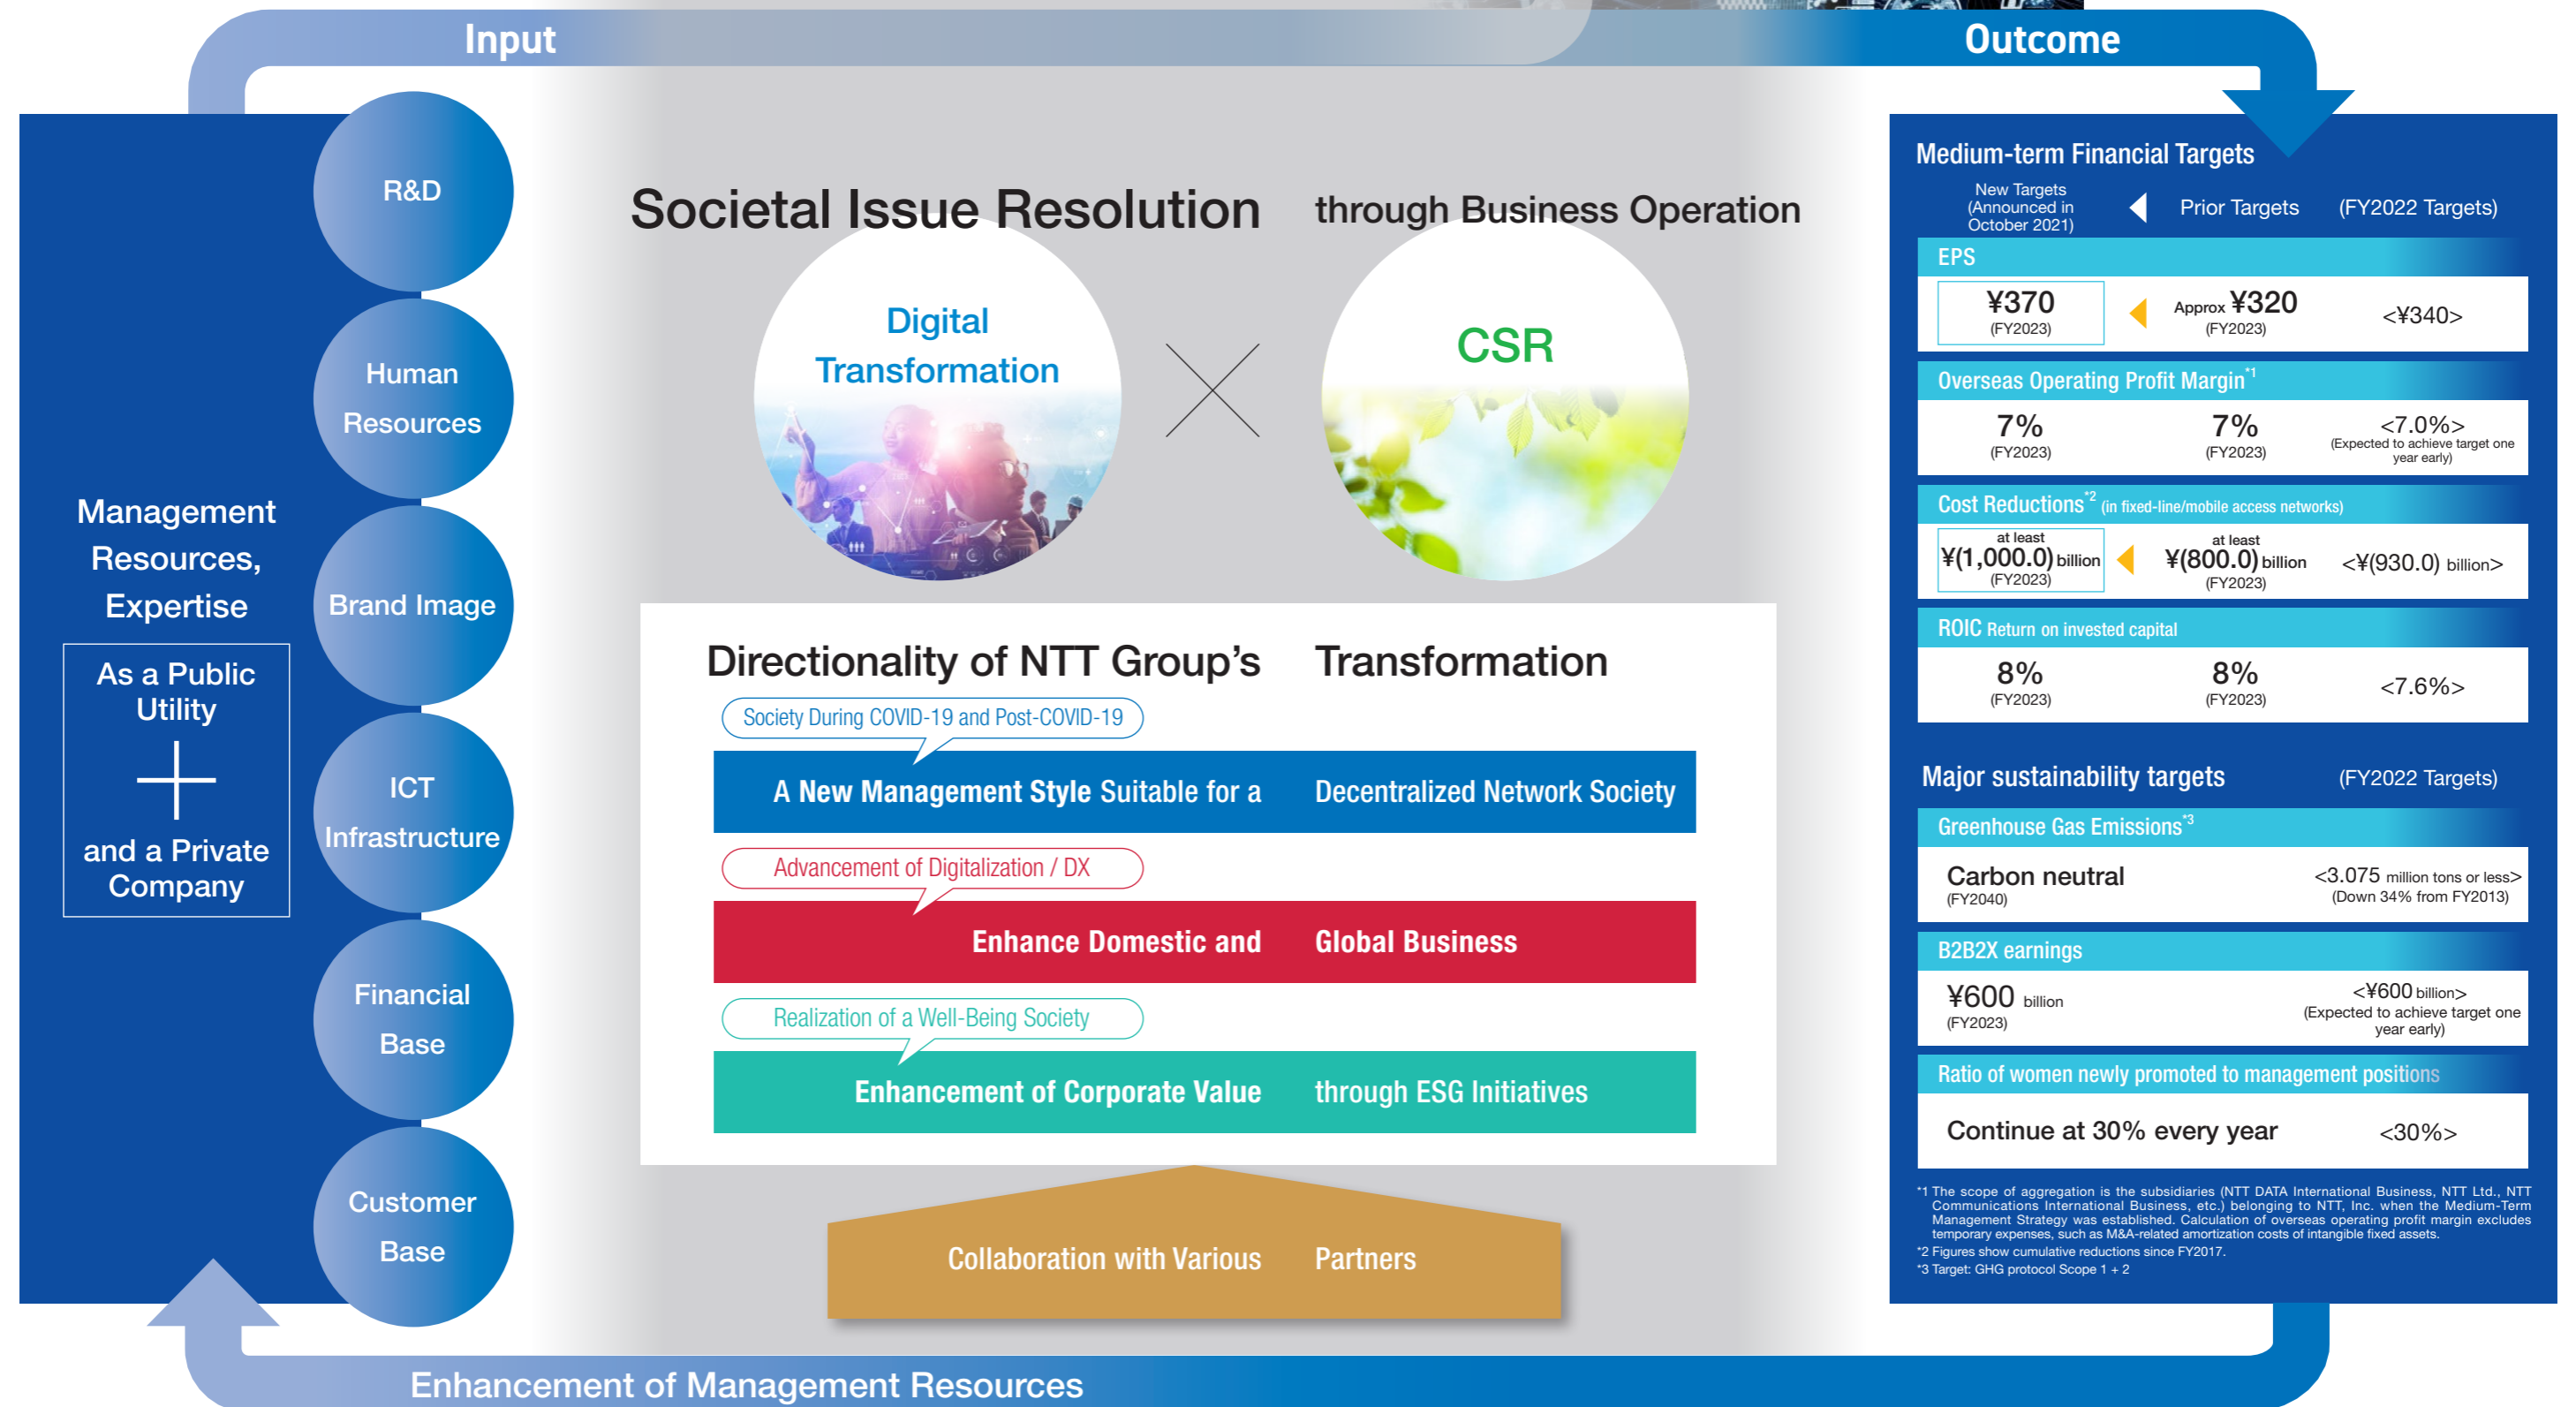 Input
Outcome
Management
Resources,
Expertise
As a Public
Utility
and a Private
Company
R&D
Human
Resources
Brand Image
ICT
Infrastructure
Financial
Base
Customer
Base
Societal Issue Resolution through Business Operation
Digital
Transformation
CSR
Directionality of NTT Group's Transformation
Society During COVID-19 and Post-COVID-19
A New Management Style Suitable for a Decentralized Network Society
Advancement of Digitalization / DX
Enhance Domestic and Global Business
Realization of a Well-Being Society
Enhancement of Corporate Value through ESG Initiatives
Collaboration with Various Partners
Medium-term Financial Targets
New Targets
(Announced in
October 2021)
Prior Targets (FY2022 Targets)
EPS
¥370
(FY2023)
Approx ¥320
(FY2023)
<¥340>
Overseas Operating Profit Margin*1
7%
(FY2023)
7%
(FY2023)
<7.0%>
(Expected to achieve target one
year early)
Cost Reductions*2 (in fixed-line/mobile access networks)
at least
¥(1,000.0) billion
(FY2023)
at least
¥(800.0) billion
(FY2023)
<¥(930.0) billion>
ROIC Return on invested capital
8%
(FY2023)
8%
(FY2023)
<7.6%>
Major sustainability targets (FY2022 Targets)
Greenhouse Gas Emissions*3
Carbon neutral
(FY2040)
<3.075 million tons or less>
(Down 34% from FY2013)
B2B2X earnings
¥600 billion
(FY2023)
<¥600 billion>
(Expected to achieve target one
year early)
Ratio of women newly promoted to management positions
Continue at 30% every year <30%>
*1 The scope of aggregation is the subsidiaries (NTT DATA International Business, NTT Ltd., NTT
Communications International Business, etc.) belonging to NTT, Inc. when the Medium-Term
Management Strategy was established. Calculation of overseas operating profit margin excludes
temporary expenses, such as M&A-related amortization costs of intangible fixed assets.
*2 Figures show cumulative reductions since FY2017.
*3 Target: GHG protocol Scope 1 + 2
Enhancement of Management Resources